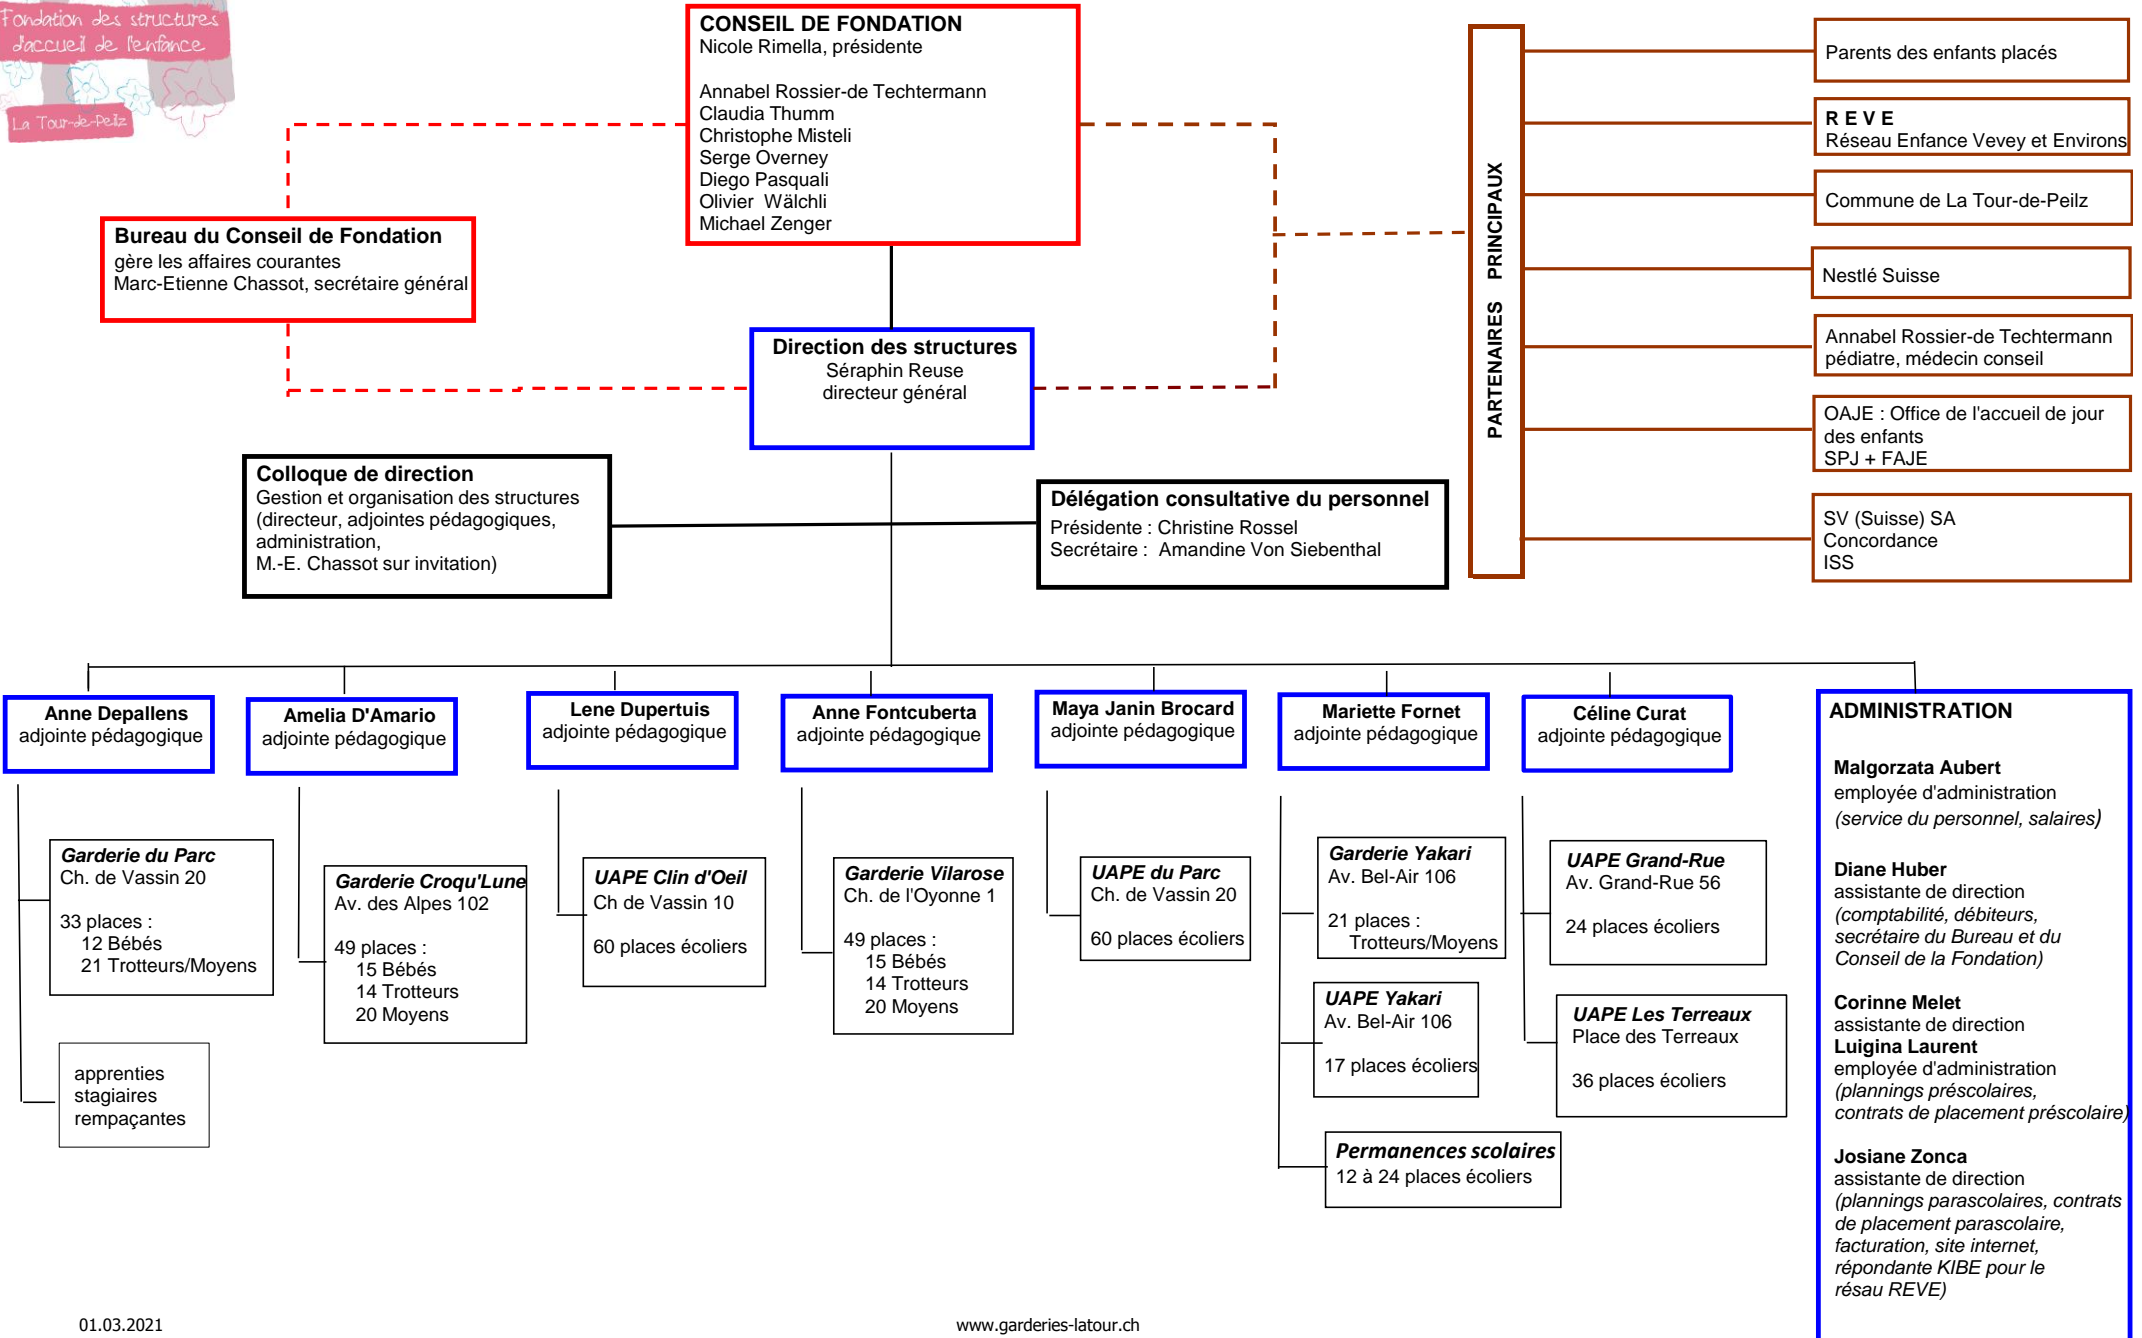 Fondation des structures
d'accueil de l'enfance
La Tour-de-Peilz
CONSEIL DE FONDATION
Nicole Rimella, présidente
Annabel Rossier-de Techtermann
Claudia Thumm
Christophe Misteli
Serge Overney
Diego Pasquali
Olivier Wälchli
Michael Zenger
Bureau du Conseil de Fondation
gère les affaires courantes
Marc-Etienne Chassot, secrétaire général
Direction des structures
Séraphin Reuse
directeur général
PARTENAIRES PRINCIPAUX
Parents des enfants placés
R E V E
Réseau Enfance Vevey et Environs
Commune de La Tour-de-Peilz
Nestlé Suisse
Annabel Rossier-de Techtermann
pédiatre, médecin conseil
OAJE : Office de l'accueil de jour
des enfants
SPJ + FAJE
SV (Suisse) SA
Concordance
ISS
Colloque de direction
Gestion et organisation des structures
(directeur, adjointes pédagogiques,
administration,
M.-E. Chassot sur invitation)
Délégation consultative du personnel
Présidente : Christine Rossel
Secrétaire : Amandine Von Siebenthal
Anne Depallens
adjointe pédagogique
Garderie du Parc
Ch. de Vassin 20
33 places :
12 Bébés
21 Trotteurs/Moyens
apprenties
stagiaires
rempaçantes
Amelia D'Amario
adjointe pédagogique
Garderie Croqu'Lune
Av. des Alpes 102
49 places :
15 Bébés
14 Trotteurs
20 Moyens
Lene Dupertuis
adjointe pédagogique
UAPE Clin d'Oeil
Ch de Vassin 10
60 places écoliers
Anne Fontcuberta
adjointe pédagogique
Garderie Vilarose
Ch. de l'Oyonne 1
49 places :
15 Bébés
14 Trotteurs
20 Moyens
Maya Janin Brocard
adjointe pédagogique
UAPE du Parc
Ch. de Vassin 20
60 places écoliers
Mariette Fornet
adjointe pédagogique
Garderie Yakari
Av. Bel-Air 106
21 places :
Trotteurs/Moyens
UAPE Yakari
Av. Bel-Air 106
17 places écoliers
Permanences scolaires
12 à 24 places écoliers
Céline Curat
adjointe pédagogique
UAPE Grand-Rue
Av. Grand-Rue 56
24 places écoliers
UAPE Les Terreaux
Place des Terreaux
36 places écoliers
ADMINISTRATION
Malgorzata Aubert
employée d'administration
(service du personnel, salaires)
Diane Huber
assistante de direction
(comptabilité, débiteurs,
secrétaire du Bureau et du
Conseil de la Fondation)
Corinne Melet
assistante de direction
Luigina Laurent
employée d'administration
(plannings préscolaires,
contrats de placement préscolaire)
Josiane Zonca
assistante de direction
(plannings parascolaires, contrats
de placement parascolaire,
facturation, site internet,
répondante KIBE pour le
résau REVE)
01.03.2021
www.garderies-latour.ch